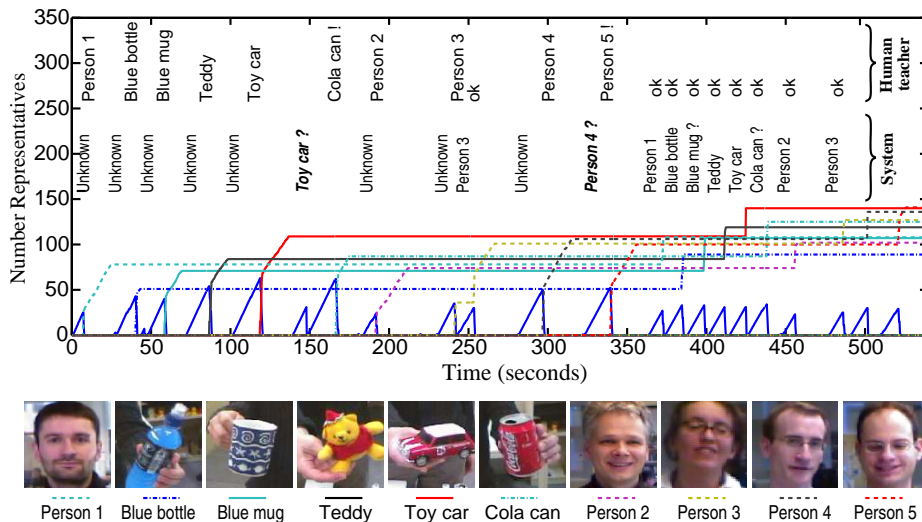 350
300
250
200
150
100
50
0
Number Representatives
Person 1
Blue bottle
Blue mug
Teddy
Toy car
Cola can !
Person 2
Person 3
ok
Person 4
Person 5 !
ok
ok
ok
ok
ok
ok
ok
ok
Human
teacher
Unknown
Unknown
Unknown
Unknown
Unknown
Toy car ?
Unknown
Unknown
Person 3
Unknown
Person 4 ?
Person 1
Blue bottle
Blue mug ?
Teddy
Toy car
Cola can ?
Person 2
Person 3
System
0 50 100 150 200 250 300 350 400 450 500
Time (seconds)
Coca-Cola
Person 1 Blue bottle Blue mug Teddy Toy car Cola can Person 2 Person 3 Person 4 Person 5